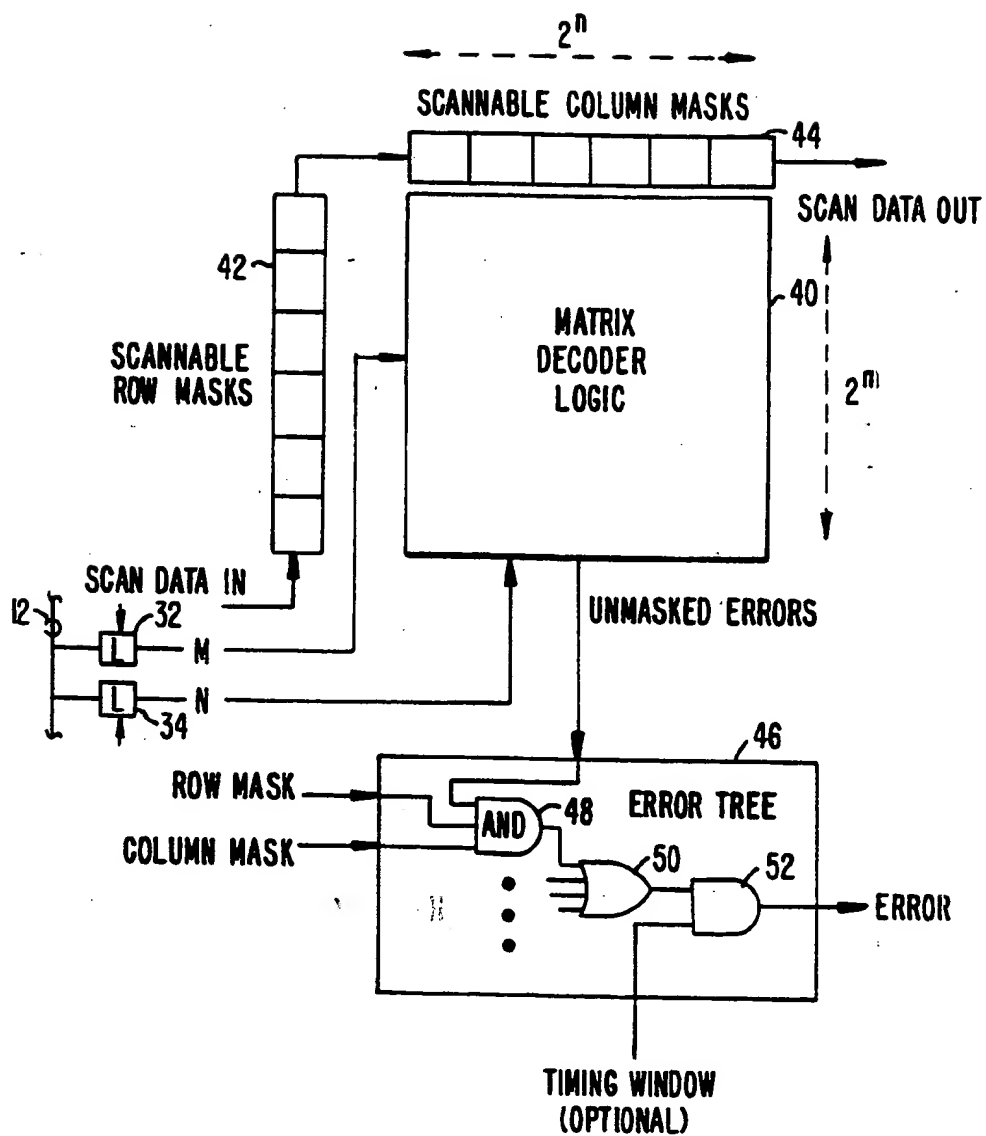 2ⁿ
SCANNABLE COLUMN MASKS
44
SCAN DATA OUT
42
40
MATRIX
DECODER
LOGIC
SCANNABLE
ROW MASKS
2ᵐ
SCAN DATA IN
12
32
L
M
UNMASKED ERRORS
L
N
34
46
ROW MASK
48
ERROR TREE
AND
COLUMN MASK
50
52
ERROR
TIMING WINDOW
(OPTIONAL)